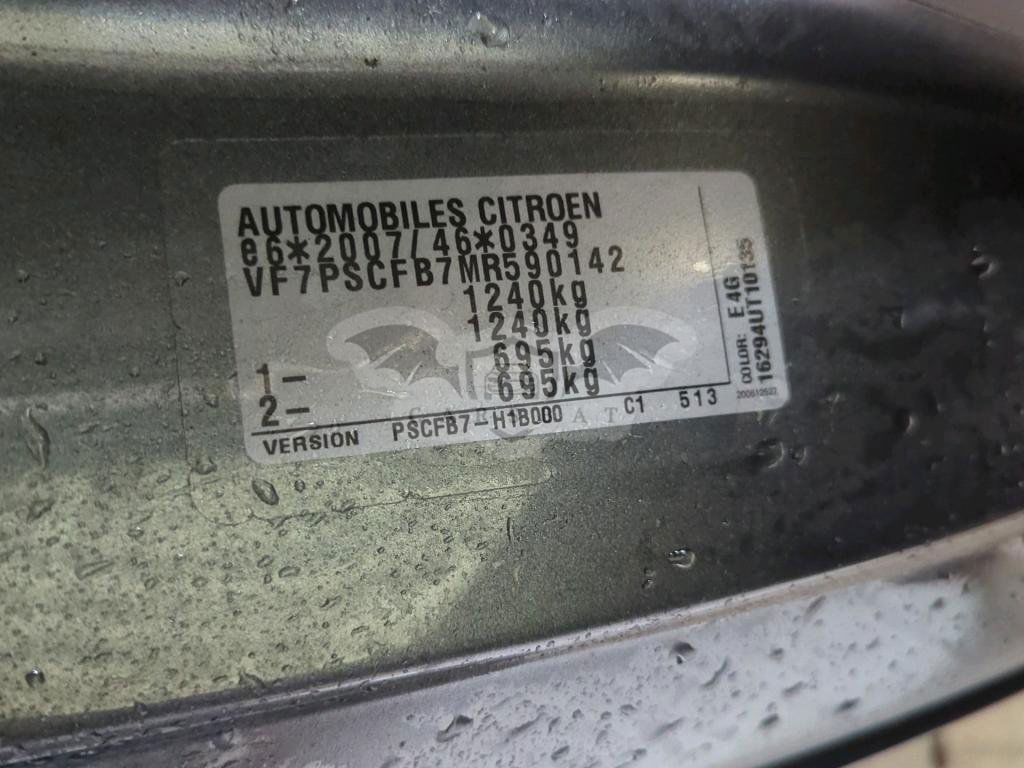 AUTOMOBILES CITROEN
e6*2007/46*0349
VF7PSCFB7MR590142
1240kg
1240kg
1- 695kg
2- 695kg
VERSION PSCFB7-H1B000 C1 513
COLOR: E4G
16294UT10135